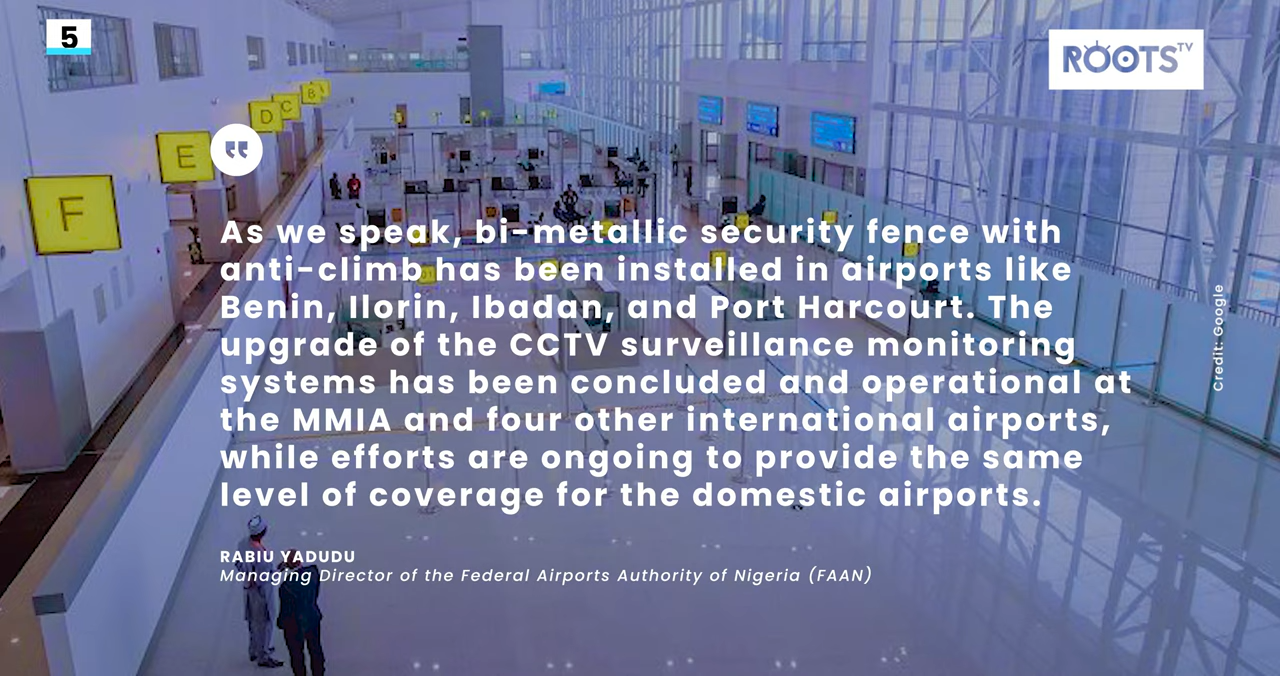 5
ROOTS TV
F
E
D
C
B
A
As we speak, bi-metallic security fence with
anti-climb has been installed in airports like
Benin, Ilorin, Ibadan, and Port Harcourt. The
upgrade of the CCTV surveillance monitoring
systems has been concluded and operational at
the MMIA and four other international airports,
while efforts are ongoing to provide the same
level of coverage for the domestic airports.
RABIU YADUDU
Managing Director of the Federal Airports Authority of Nigeria (FAAN)
Credit: Google